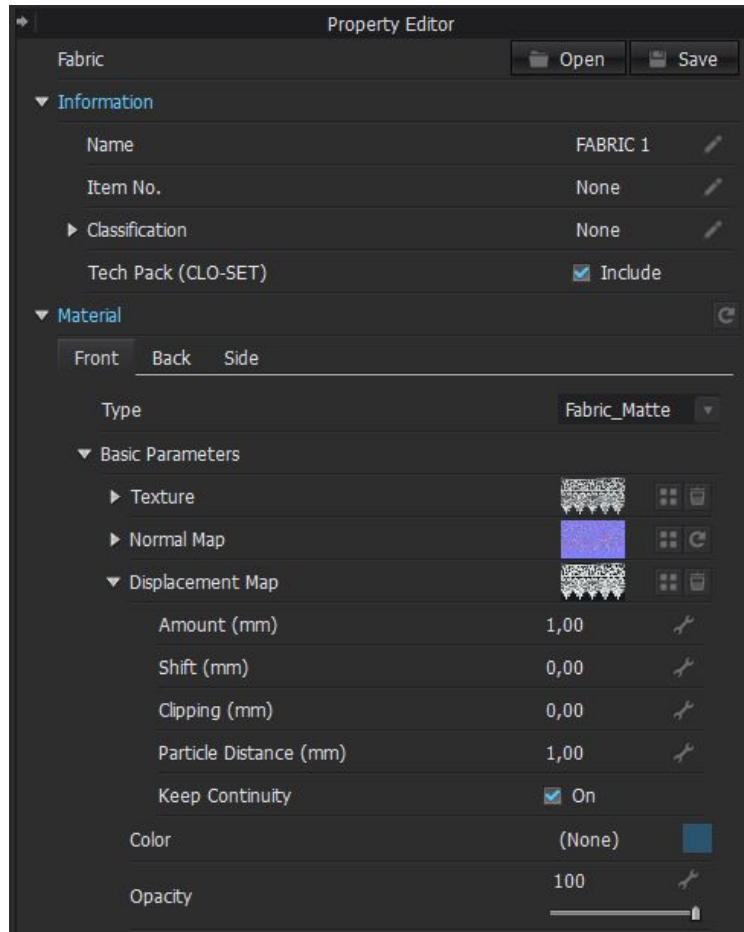 Property Editor
Fabric Open Save
Information
Name FABRIC 1
Item No. None
Classification None
Tech Pack (CLO-SET) Include
Material
Front Back Side
Type Fabric_Matte
Basic Parameters
Texture
Normal Map
Displacement Map
Amount (mm) 1,00
Shift (mm) 0,00
Clipping (mm) 0,00
Particle Distance (mm) 1,00
Keep Continuity On
Color (None)
Opacity 100